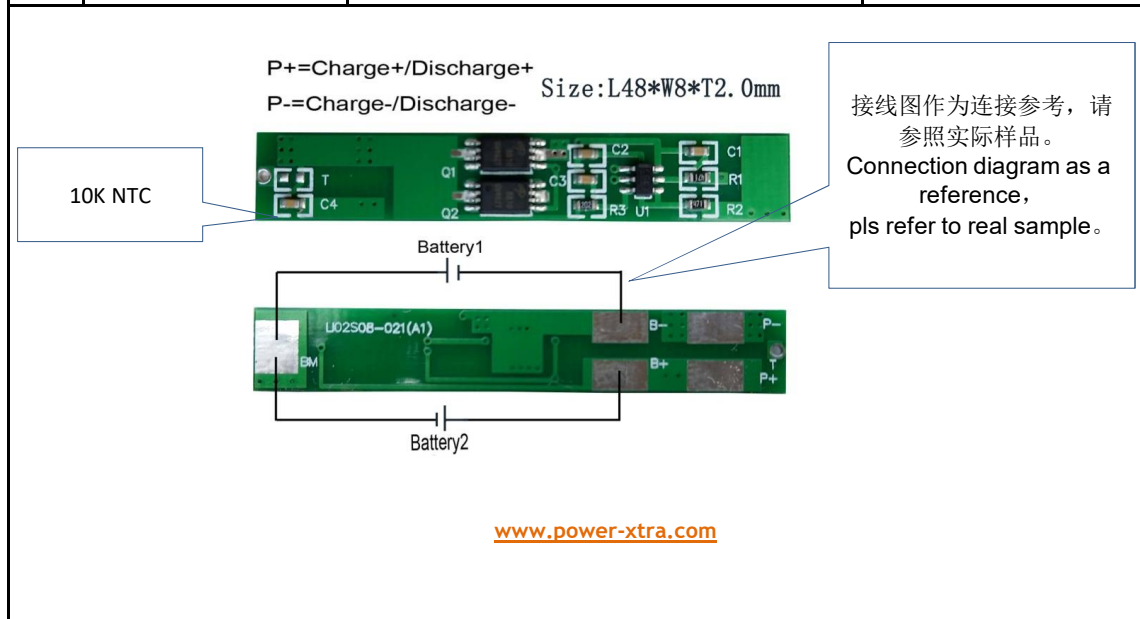 P+=Charge+/Discharge+
P-=Charge-/Discharge-
Size:L48*W8*T2.0mm
接线图作为连接参考，请
参照实际样品。
Connection diagram as a
reference，
pls refer to real sample。
10K NTC
T
C4
Q1
Q2
C2
C3
R3
U1
C1
R1
R2
Battery1
LI02S08-021(A1)
BM
B-
P-
B+
T
P+
Battery2
www.power-xtra.com